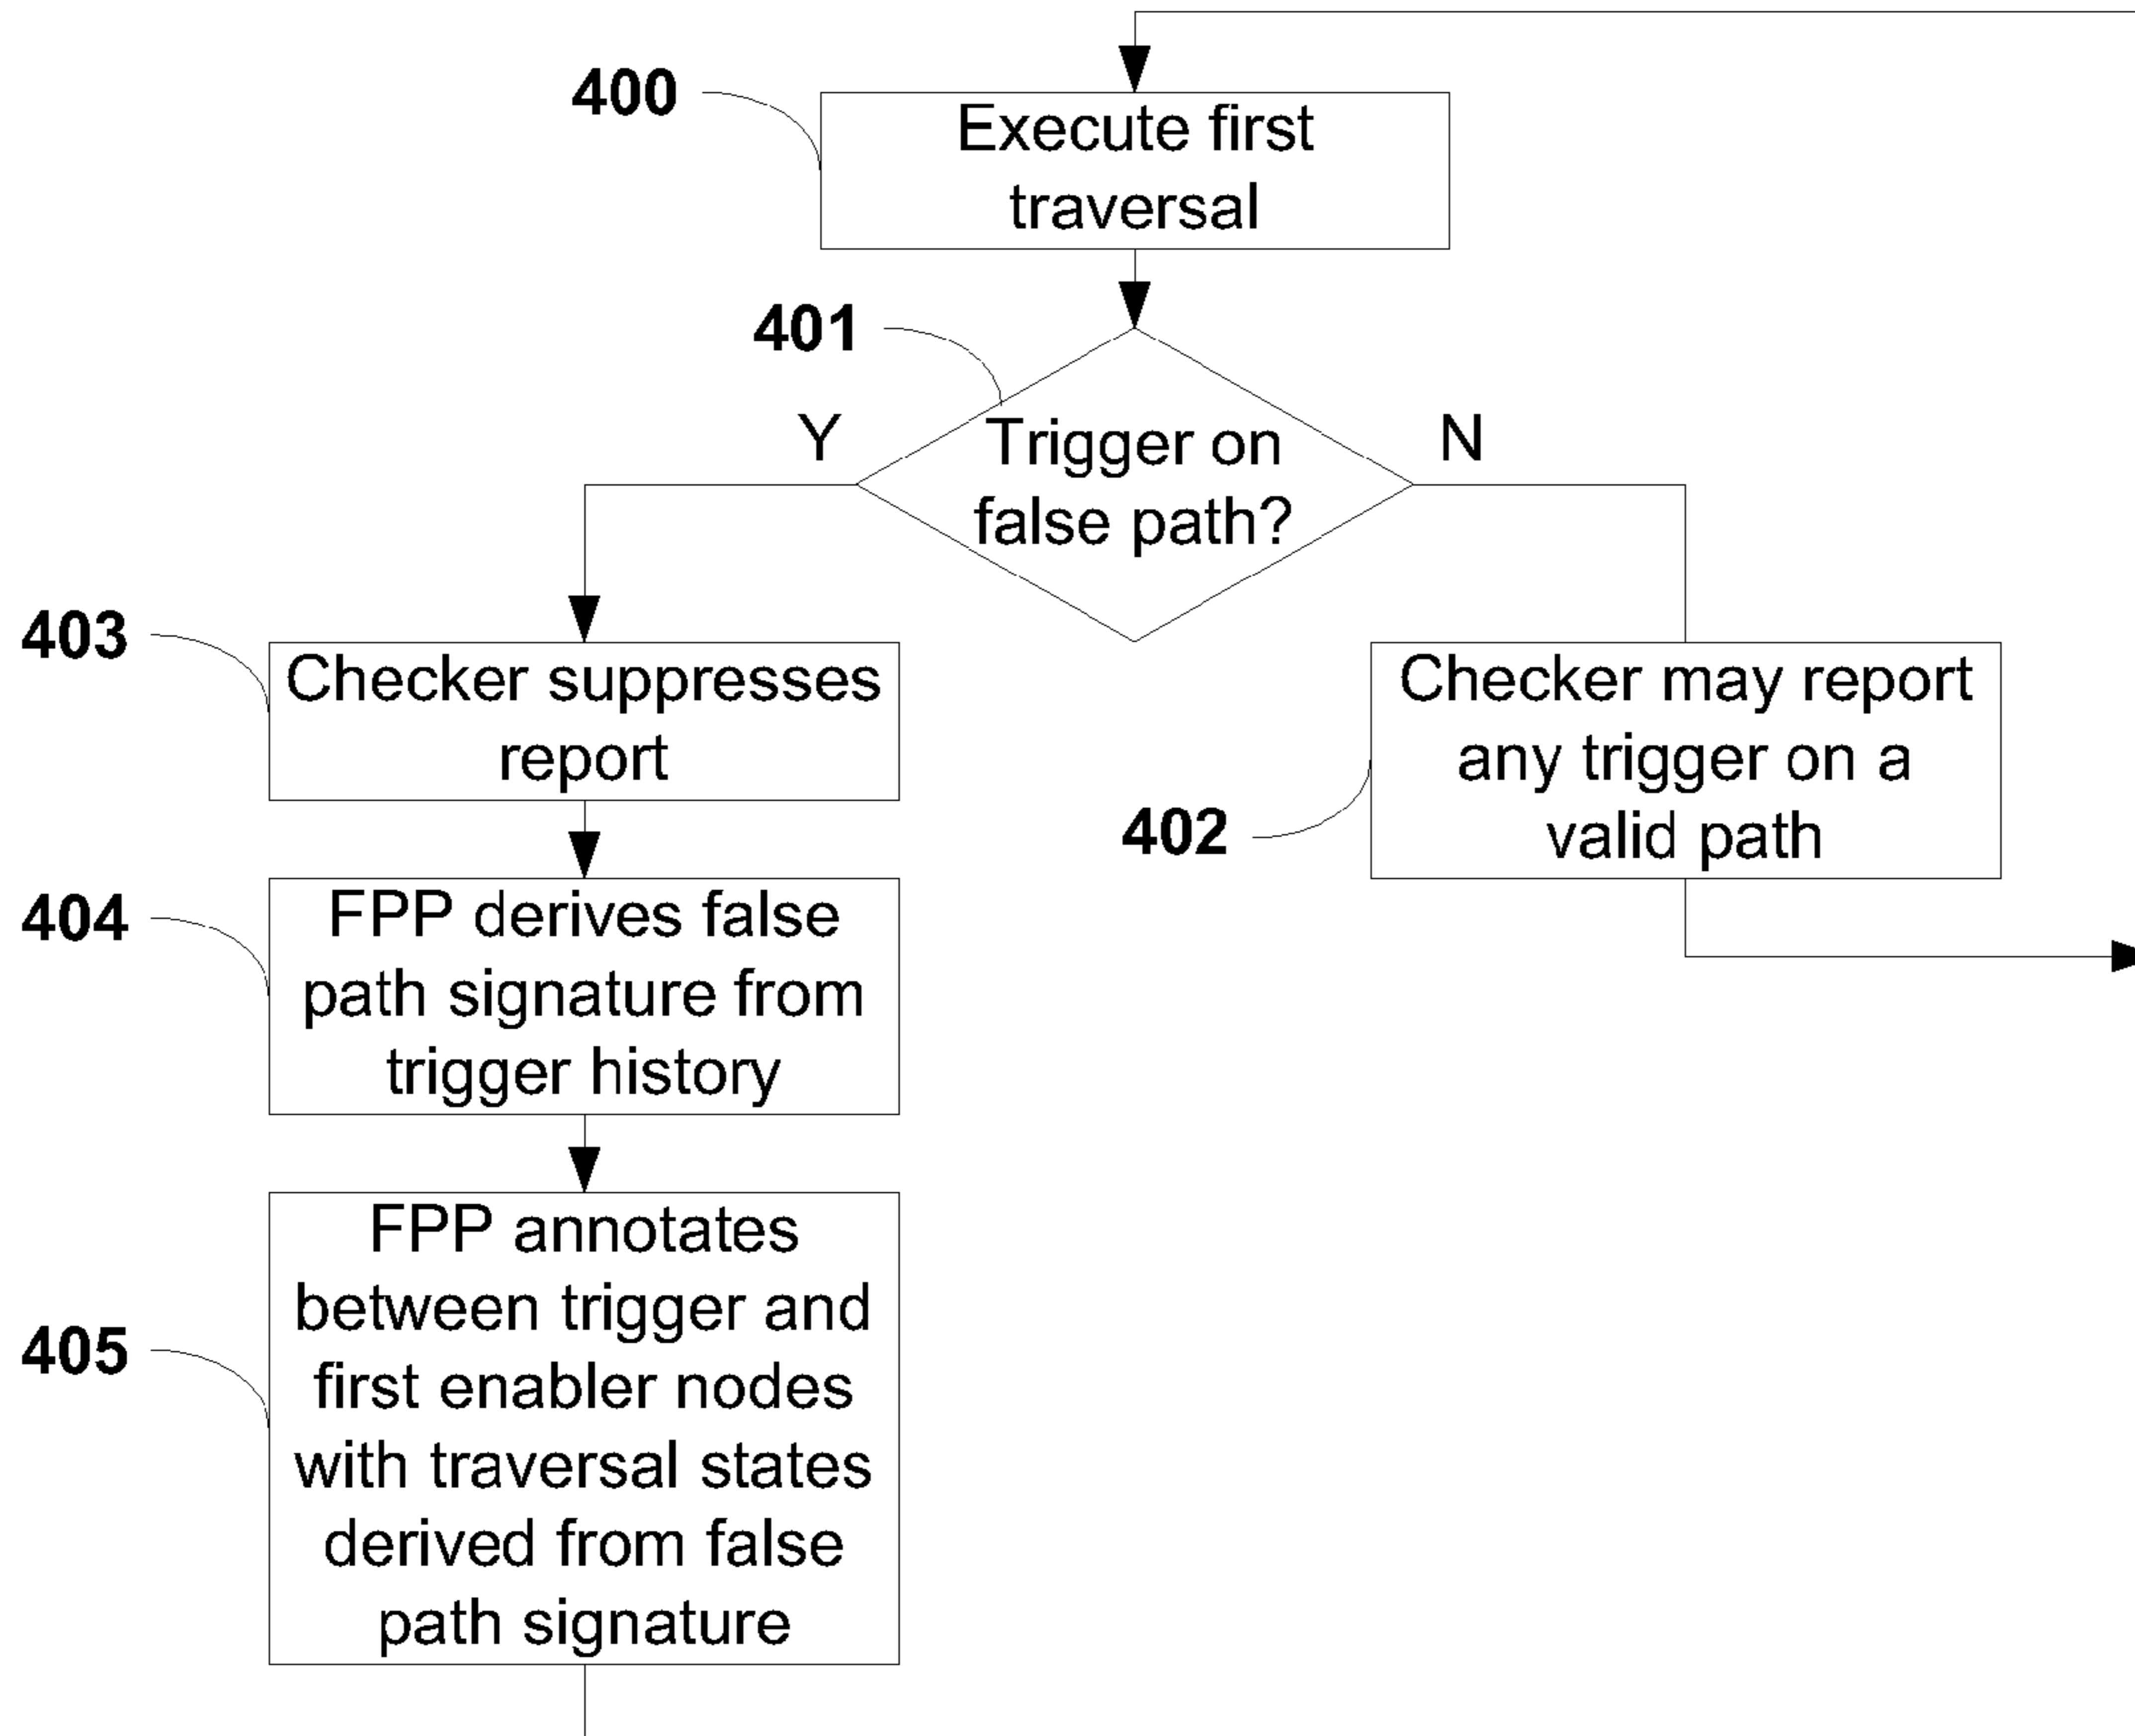 400
Execute first
traversal
401
Y
Trigger on
false path?
N
403
Checker suppresses
report
402
Checker may report
any trigger on a
valid path
404
FPP derives false
path signature from
trigger history
405
FPP annotates
between trigger and
first enabler nodes
with traversal states
derived from false
path signature